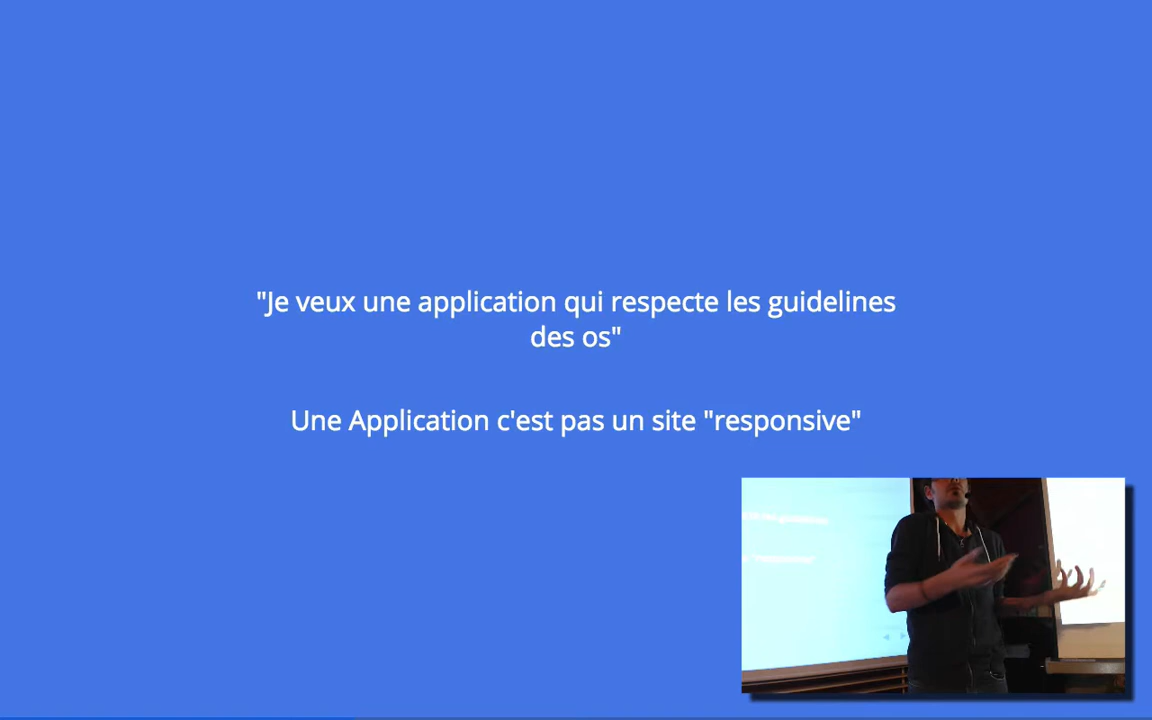 "Je veux une application qui respecte les guidelines
des os"
Une Application c'est pas un site "responsive"